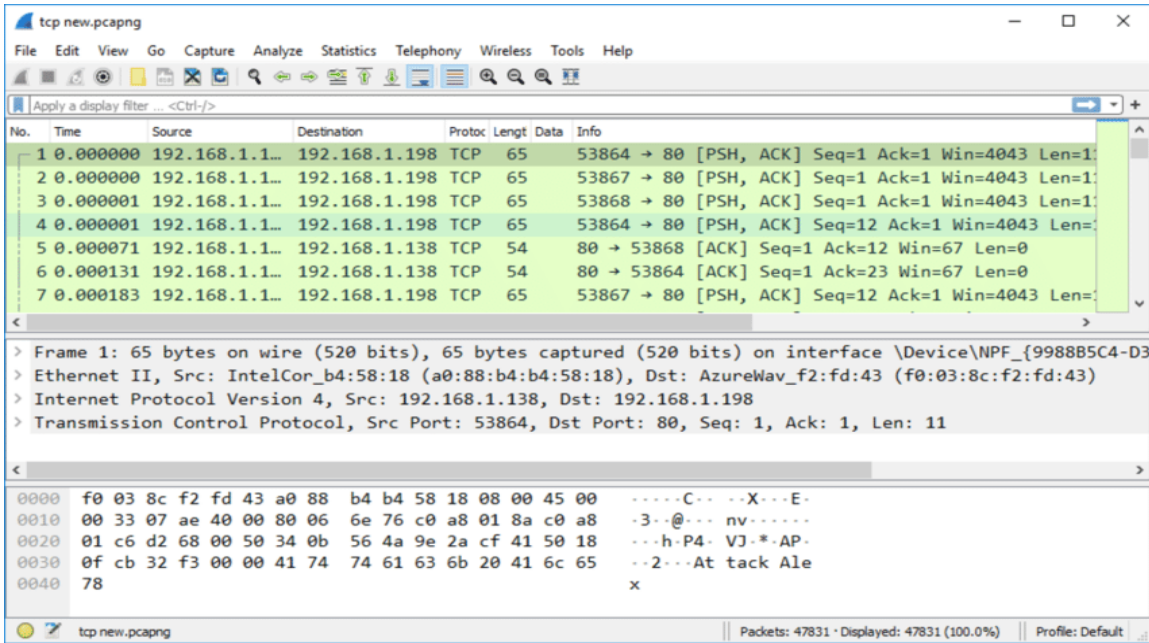 tcp new.pcapng
File Edit View Go Capture Analyze Statistics Telephony Wireless Tools Help
Apply a display filter ... <Ctrl-/>
No. Time Source Destination Protoc Lengt Data Info
1 0.000000 192.168.1.1… 192.168.1.198 TCP 65 53864 → 80 [PSH, ACK] Seq=1 Ack=1 Win=4043 Len=11
2 0.000000 192.168.1.1… 192.168.1.198 TCP 65 53867 → 80 [PSH, ACK] Seq=1 Ack=1 Win=4043 Len=11
3 0.000001 192.168.1.1… 192.168.1.198 TCP 65 53868 → 80 [PSH, ACK] Seq=1 Ack=1 Win=4043 Len=11
4 0.000001 192.168.1.1… 192.168.1.198 TCP 65 53864 → 80 [PSH, ACK] Seq=12 Ack=1 Win=4043 Len=
5 0.000071 192.168.1.1… 192.168.1.138 TCP 54 80 → 53868 [ACK] Seq=1 Ack=12 Win=67 Len=0
6 0.000131 192.168.1.1… 192.168.1.138 TCP 54 80 → 53864 [ACK] Seq=1 Ack=23 Win=67 Len=0
7 0.000183 192.168.1.1… 192.168.1.198 TCP 65 53867 → 80 [PSH, ACK] Seq=12 Ack=1 Win=4043 Len=
> Frame 1: 65 bytes on wire (520 bits), 65 bytes captured (520 bits) on interface \Device\NPF_{9988B5C4-D3
> Ethernet II, Src: IntelCor_b4:58:18 (a0:88:b4:b4:58:18), Dst: AzureWav_f2:fd:43 (f0:03:8c:f2:fd:43)
> Internet Protocol Version 4, Src: 192.168.1.138, Dst: 192.168.1.198
> Transmission Control Protocol, Src Port: 53864, Dst Port: 80, Seq: 1, Ack: 1, Len: 11
0000 f0 03 8c f2 fd 43 a0 88 b4 b4 58 18 08 00 45 00 ·····C·· ··X···E·
0010 00 33 07 ae 40 00 80 06 6e 76 c0 a8 01 8a c0 a8 ·3··@··· nv······
0020 01 c6 d2 68 00 50 34 0b 56 4a 9e 2a cf 41 50 18 ···h·P4· VJ·*·AP·
0030 0f cb 32 f3 00 00 41 74 74 61 63 6b 20 41 6c 65 ··2···At tack Ale
0040 78 x
tcp new.pcapng Packets: 47831 · Displayed: 47831 (100.0%) Profile: Default